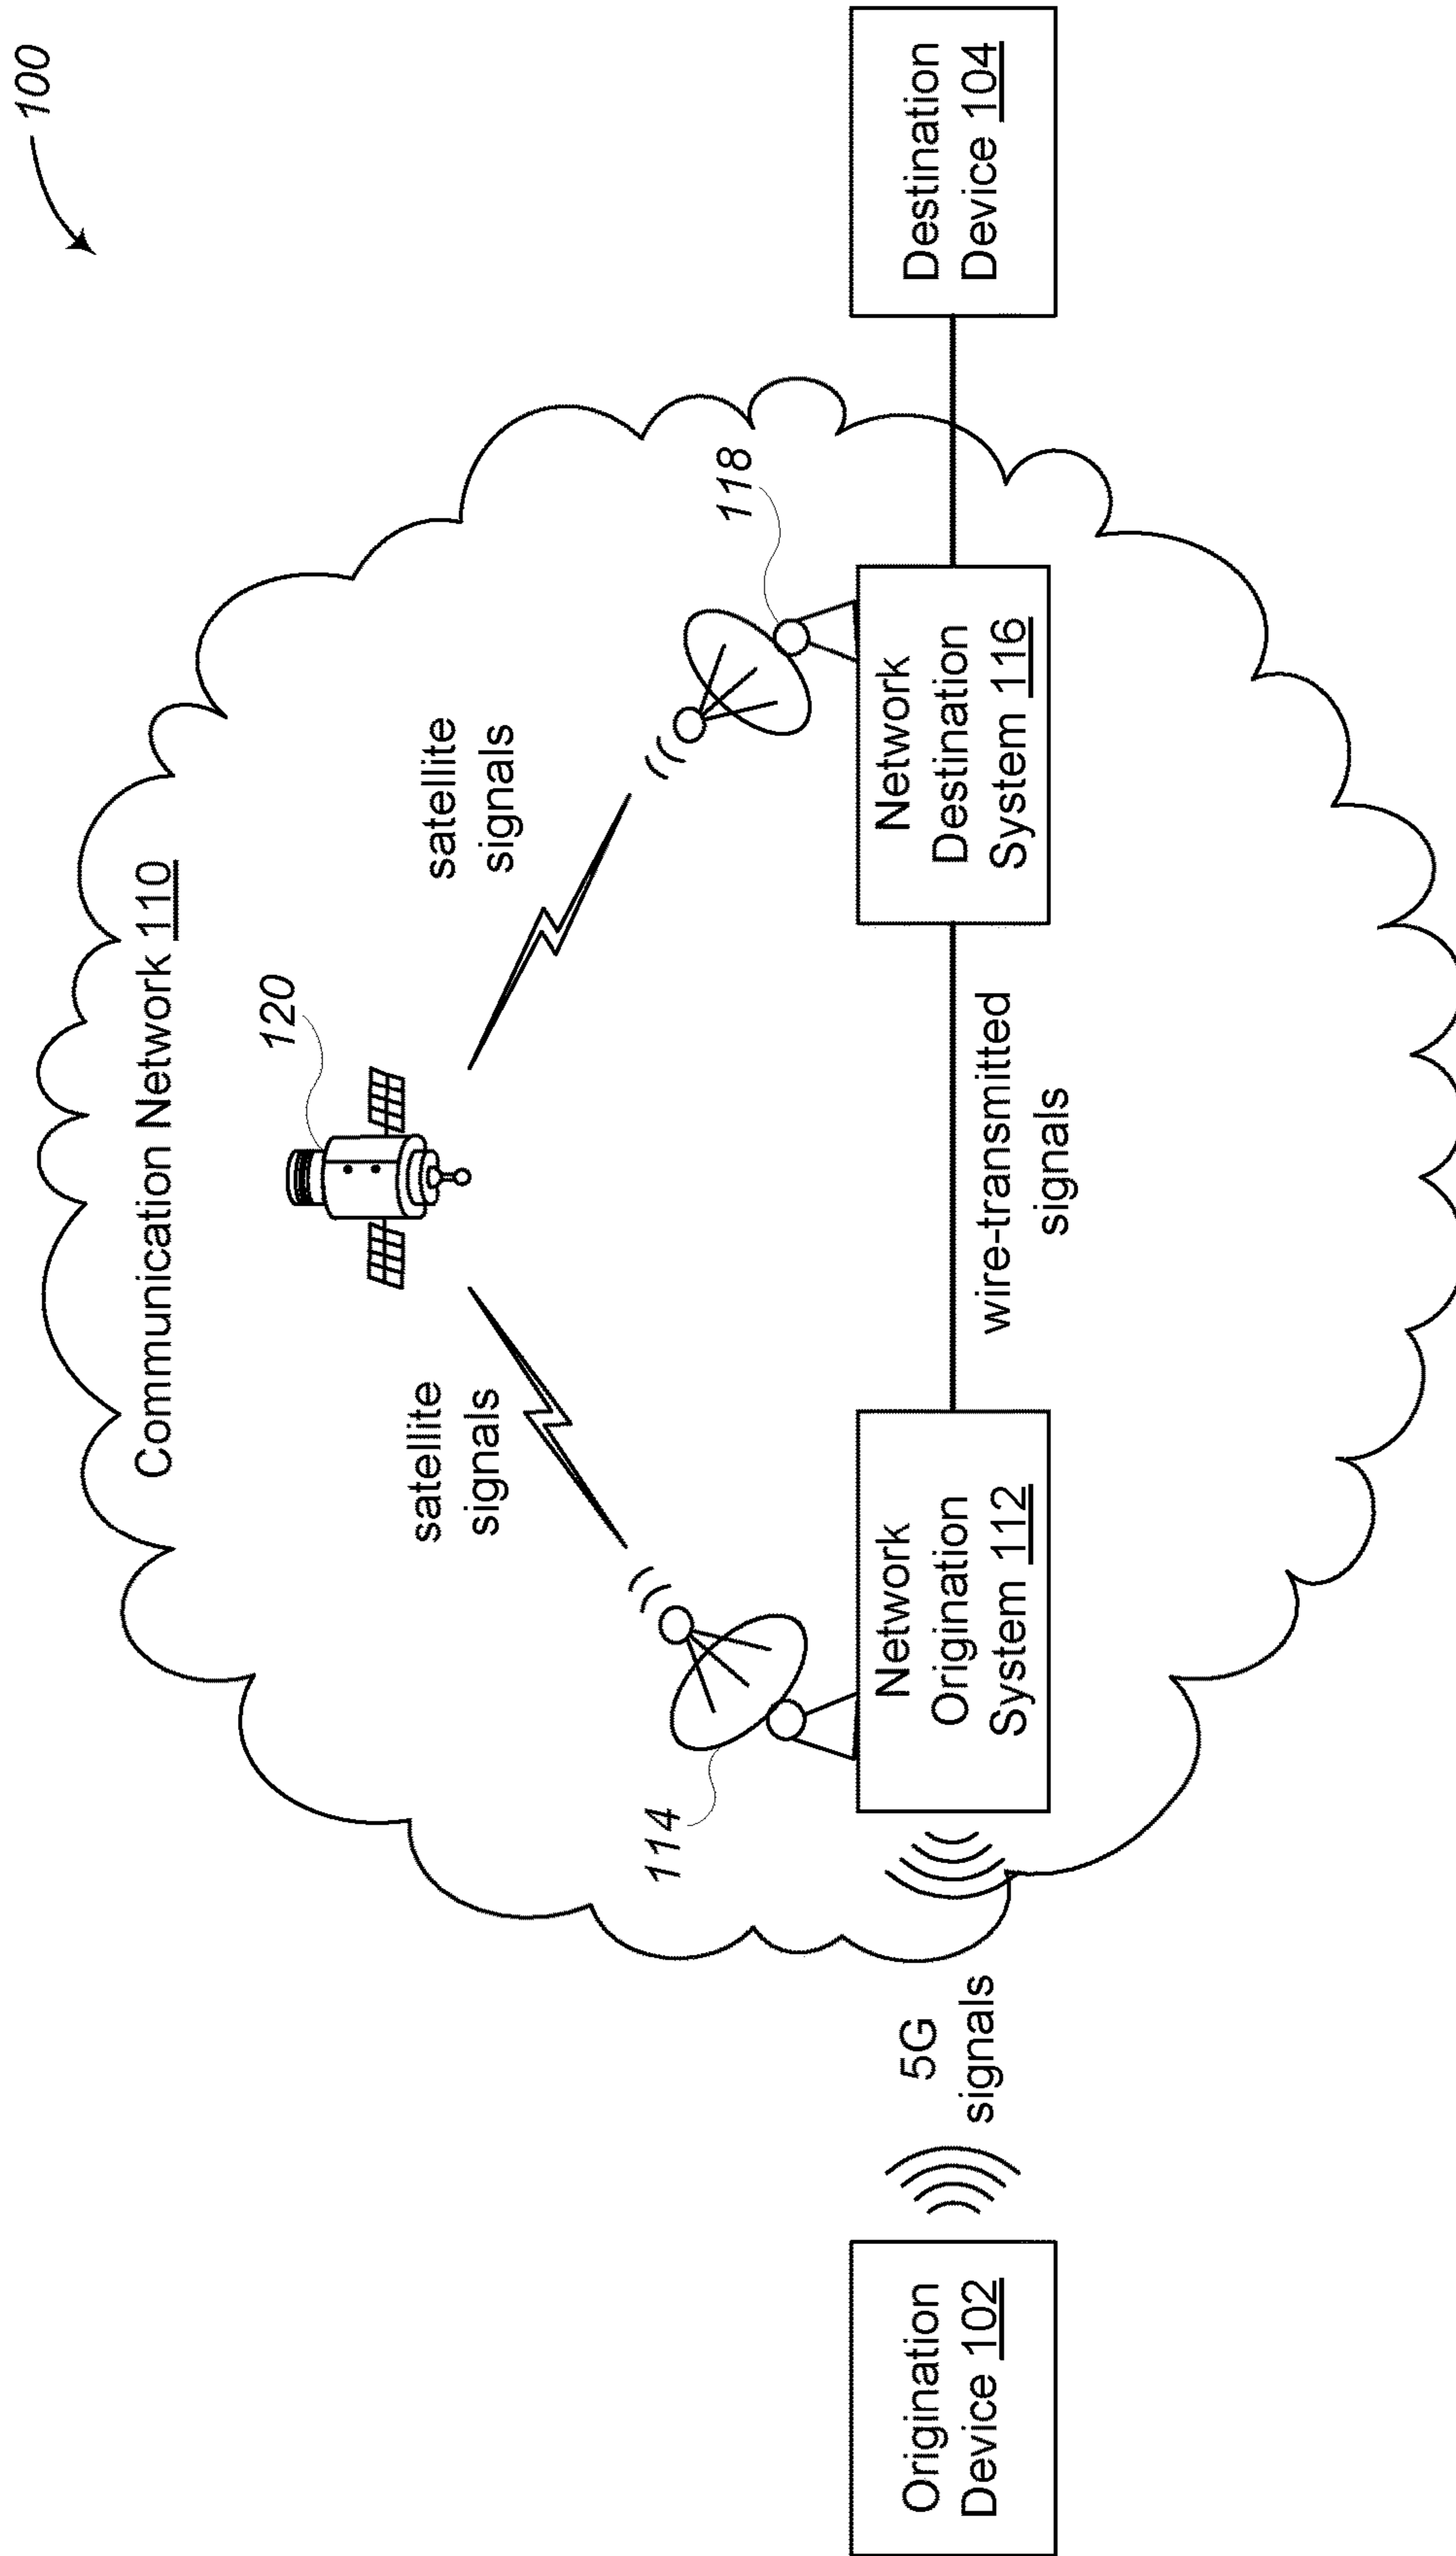 100
Communication Network 110
120
satellite
signals
satellite
signals
114
118
Origination
Device 102
5G
signals
Network
Origination
System 112
wire-transmitted
signals
Network
Destination
System 116
Destination
Device 104